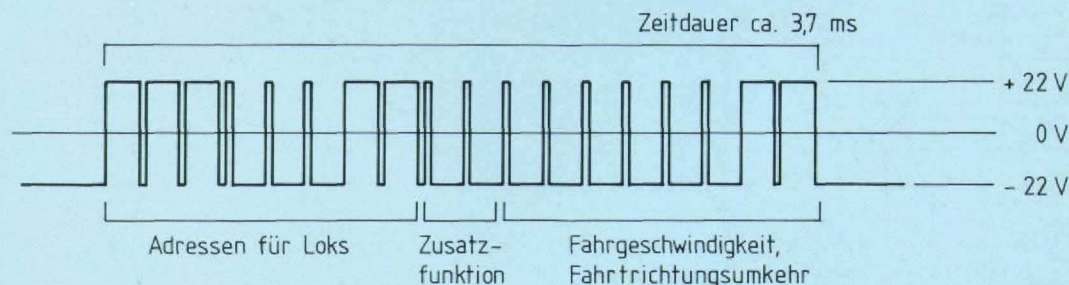 Zeitdauer ca. 3,7 ms
+ 22 V
0 V
- 22 V
Adressen für Loks
Zusatz-
funktion
Fahrgeschwindigkeit,
Fahrtrichtungsumkehr